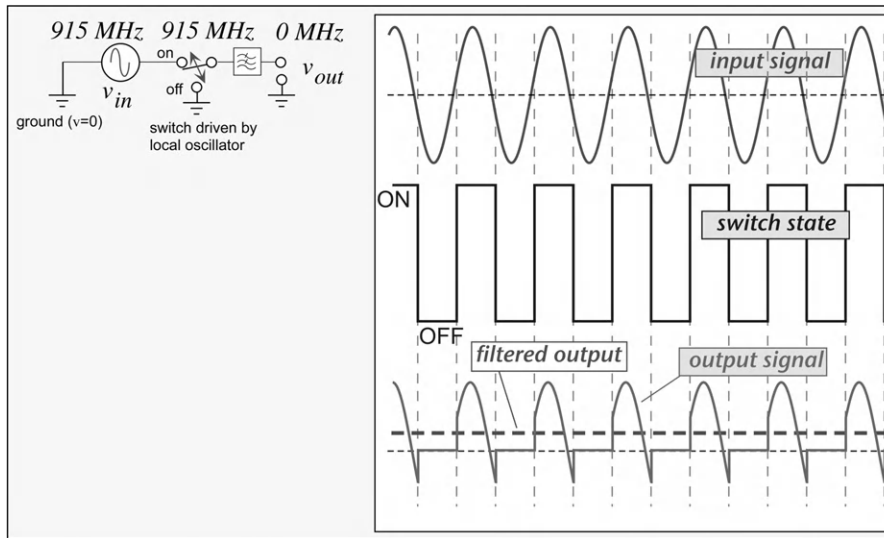 915 MHz 915 MHz 0 MHz
on
off
v_in
v_out
ground (v=0)
switch driven by
local oscillator
input signal
ON
switch state
OFF
filtered output
output signal